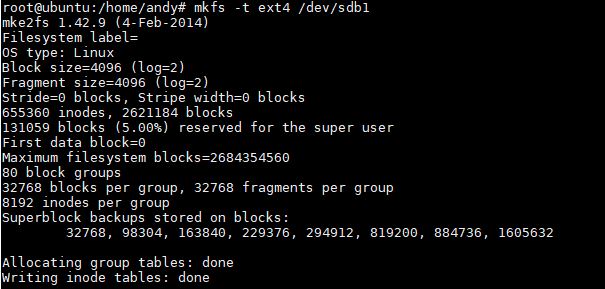 root@ubuntu:/home/andy# mkfs -t ext4 /dev/sdb1
mke2fs 1.42.9 (4-Feb-2014)
Filesystem label=
OS type: Linux
Block size=4096 (log=2)
Fragment size=4096 (log=2)
Stride=0 blocks, Stripe width=0 blocks
655360 inodes, 2621184 blocks
131059 blocks (5.00%) reserved for the super user
First data block=0
Maximum filesystem blocks=2684354560
80 block groups
32768 blocks per group, 32768 fragments per group
8192 inodes per group
Superblock backups stored on blocks:
32768, 98304, 163840, 229376, 294912, 819200, 884736, 1605632
Allocating group tables: done
Writing inode tables: done